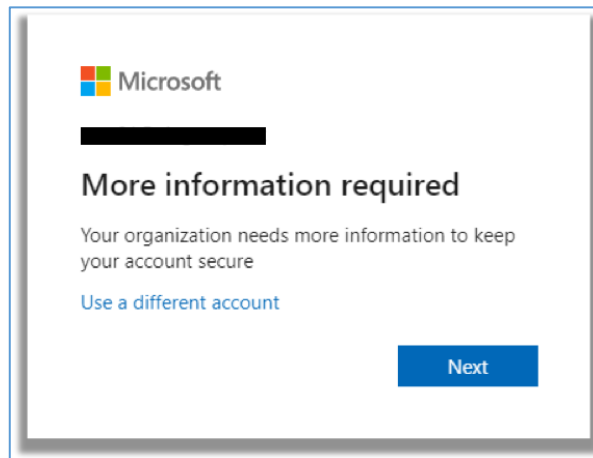 Microsoft
More information required
Your organization needs more information to keep
your account secure
Use a different account
Next